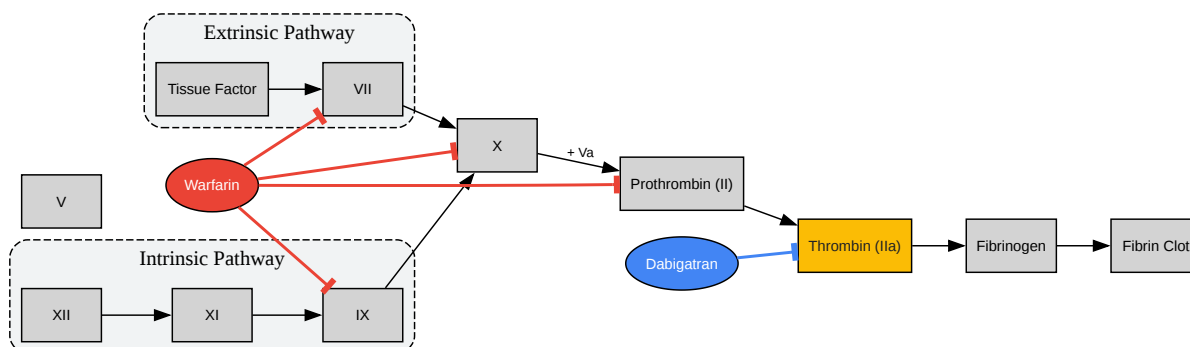 Extrinsic Pathway
Tissue Factor
VII
X
+ Va
Warfarin
Prothrombin (II)
V
Thrombin (IIa)
Fibrinogen
Fibrin Clot
Dabigatran
Intrinsic Pathway
XII
XI
IX